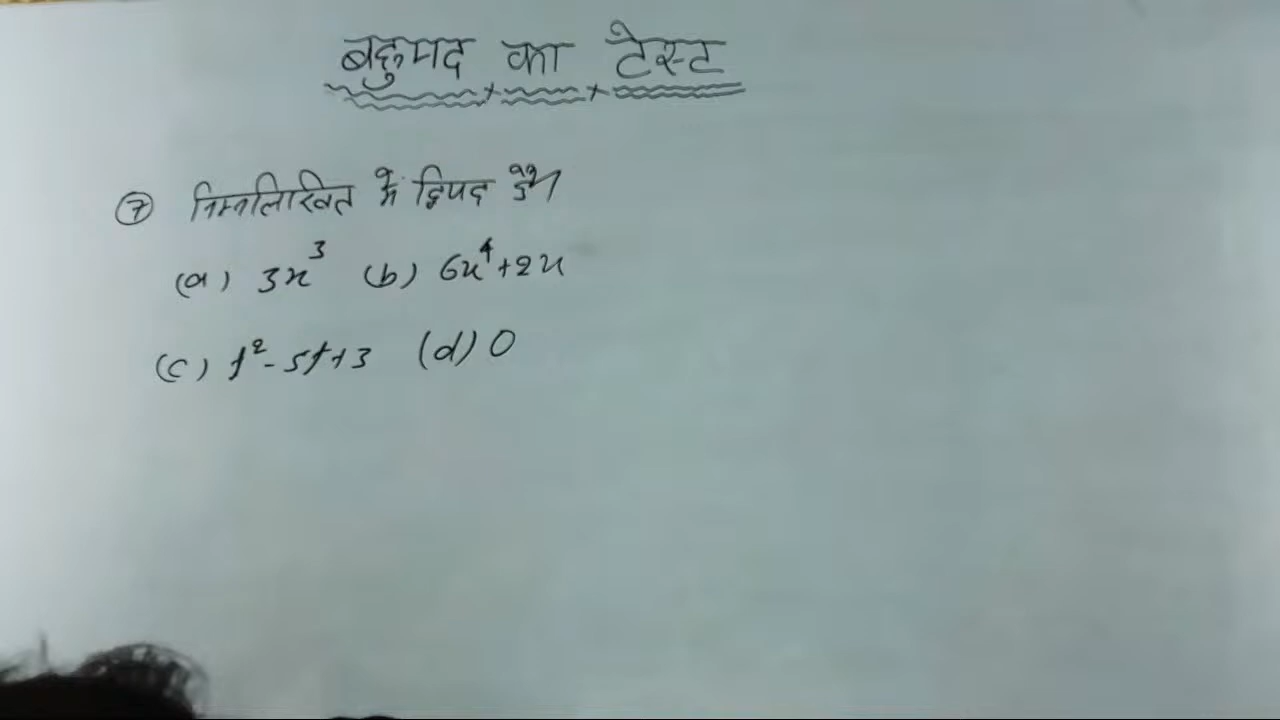 बहुपद का टेस्ट
⑦ निम्नलिखित में द्विपद है।
(a) 3x³ (b) 6x⁴+2x
(c) t²-5t+3 (d) 0